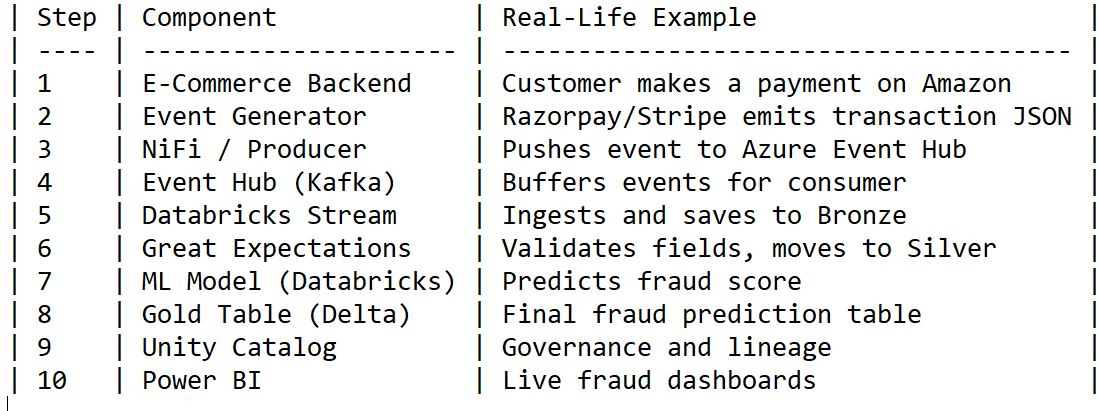 | Step | Component             | Real-Life Example                      |
| ---- | --------------------- | -------------------------------------- |
| 1    | E-Commerce Backend    | Customer makes a payment on Amazon     |
| 2    | Event Generator       | Razorpay/Stripe emits transaction JSON |
| 3    | NiFi / Producer       | Pushes event to Azure Event Hub        |
| 4    | Event Hub (Kafka)     | Buffers events for consumer            |
| 5    | Databricks Stream     | Ingests and saves to Bronze            |
| 6    | Great Expectations    | Validates fields, moves to Silver      |
| 7    | ML Model (Databricks) | Predicts fraud score                   |
| 8    | Gold Table (Delta)    | Final fraud prediction table           |
| 9    | Unity Catalog         | Governance and lineage                 |
| 10   | Power BI              | Live fraud dashboards                  |